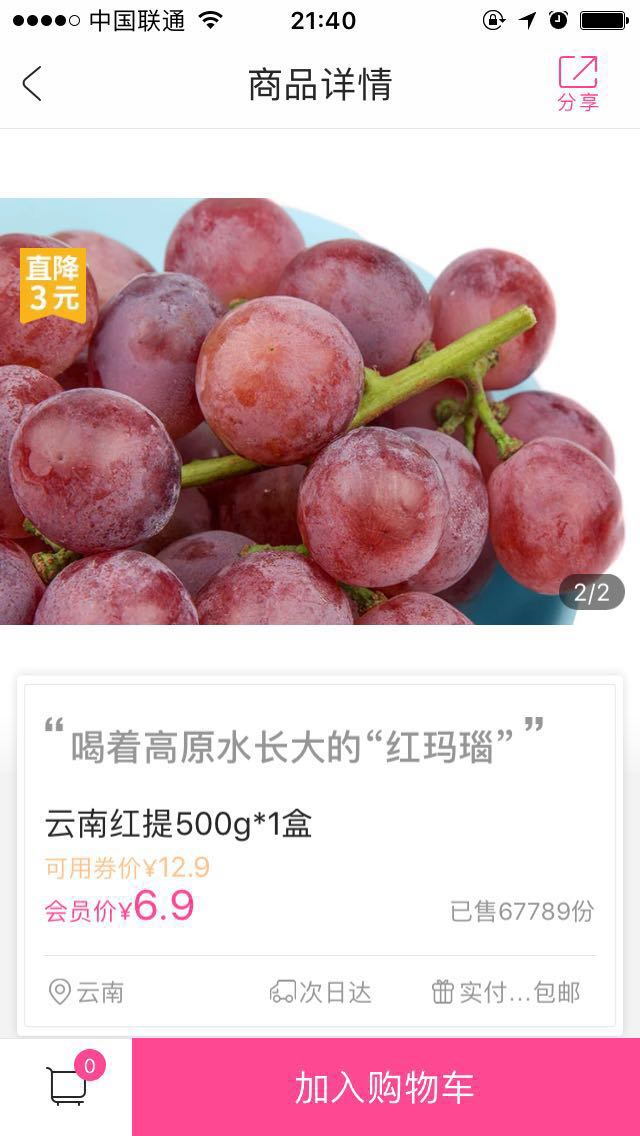 中国联通 21:40
商品详情
分享
直降
3元
2/2
“喝着高原水长大的“红玛瑙””
云南红提500g*1盒
可用券价¥12.9
会员价¥6.9 已售67789份
云南 次日达 实付...包邮
0
加入购物车